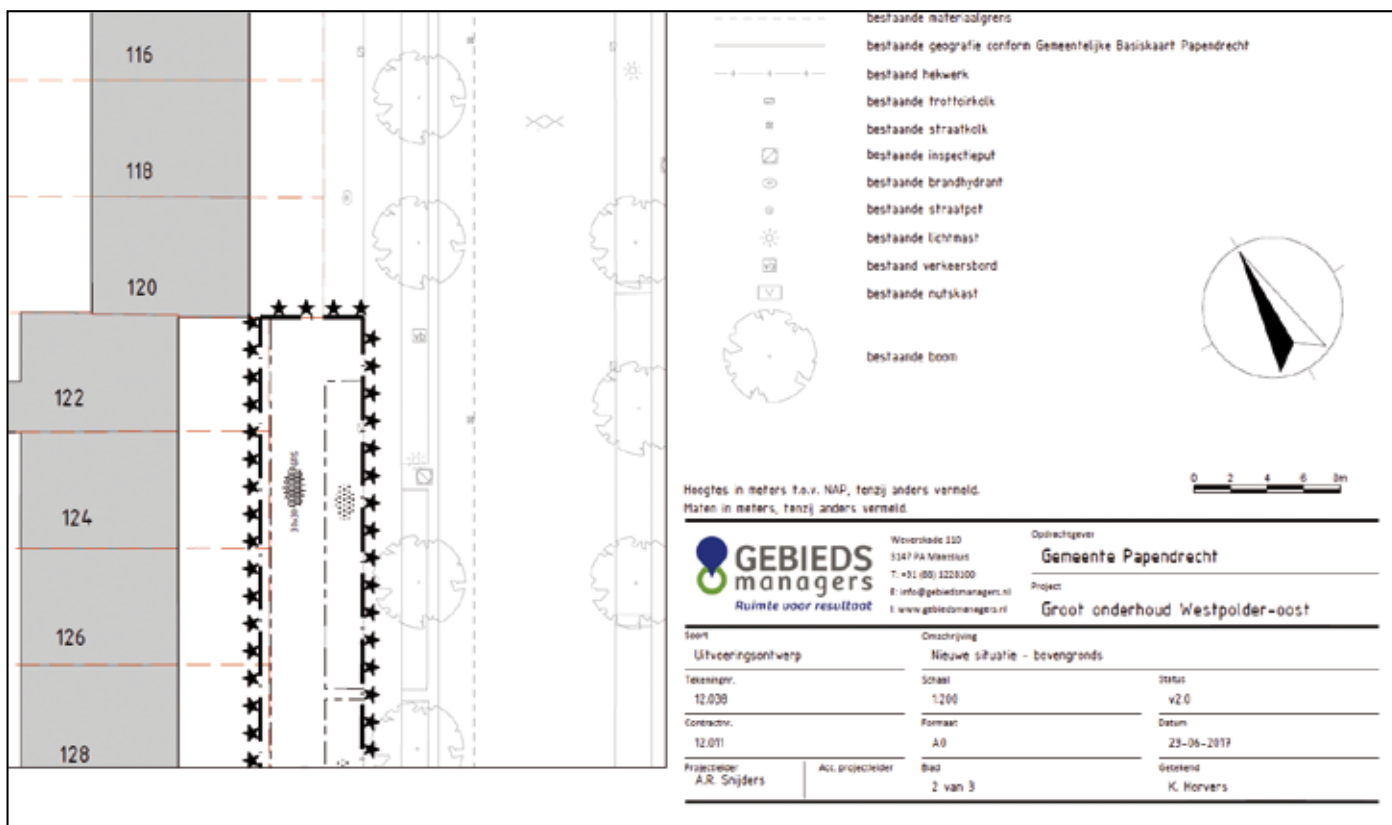 116
118
120
122
124
126
128
30x30 grijs
bestaande materiaalgrens
bestaande geografie conform Gemeentelijke Basiskaart Papendrecht
bestaand hekwerk
bestaande trottoirkolk
bestaande straatkolk
bestaande inspectieput
bestaande brandhydrant
bestaande straatpot
bestaande lichtmast
bestaand verkeersbord
bestaande nutskast
bestaande boom
0 2 4 6 8m
Hoogtes in meters t.o.v. NAP, tenzij anders vermeld.
Maten in meters, tenzij anders vermeld.
GEBIEDS
managers
Ruimte voor resultaat
Weverskade 110
3147 PA Maassluis
T: +31 (88) 1228100
E: info@gebiedsmanagers.nl
I: www.gebiedsmanagers.nl
Opdrachtgever
Gemeente Papendrecht
Project
Groot onderhoud Westpolder-oost
Soort
Uitvoeringsontwerp
Omschrijving
Nieuwe situatie - bovengronds
Tekeningnr.
12.038
Schaal
1:200
Status
v2.0
Contractnr.
12.011
Formaat
A0
Datum
23-06-2017
Projectleider
A.R. Snijders
Acc. projectleider
Blad
2 van 3
Getekend
K. Horvers